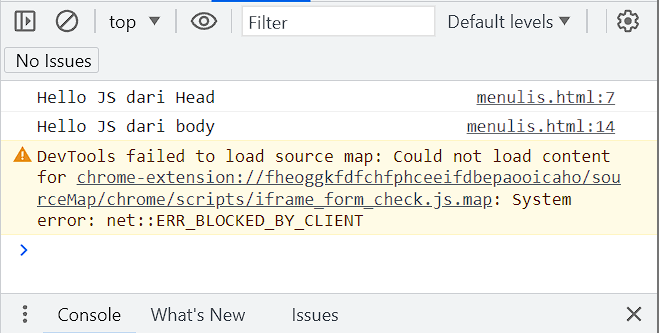 top Filter Default levels
No Issues
Hello JS dari Head menulis.html:7
Hello JS dari body menulis.html:14
DevTools failed to load source map: Could not load content
for chrome-extension://fheoggkfdfchfphceeifdbepaooicaho/sou
rceMap/chrome/scripts/iframe_form_check.js.map: System
error: net::ERR_BLOCKED_BY_CLIENT
Console What's New Issues